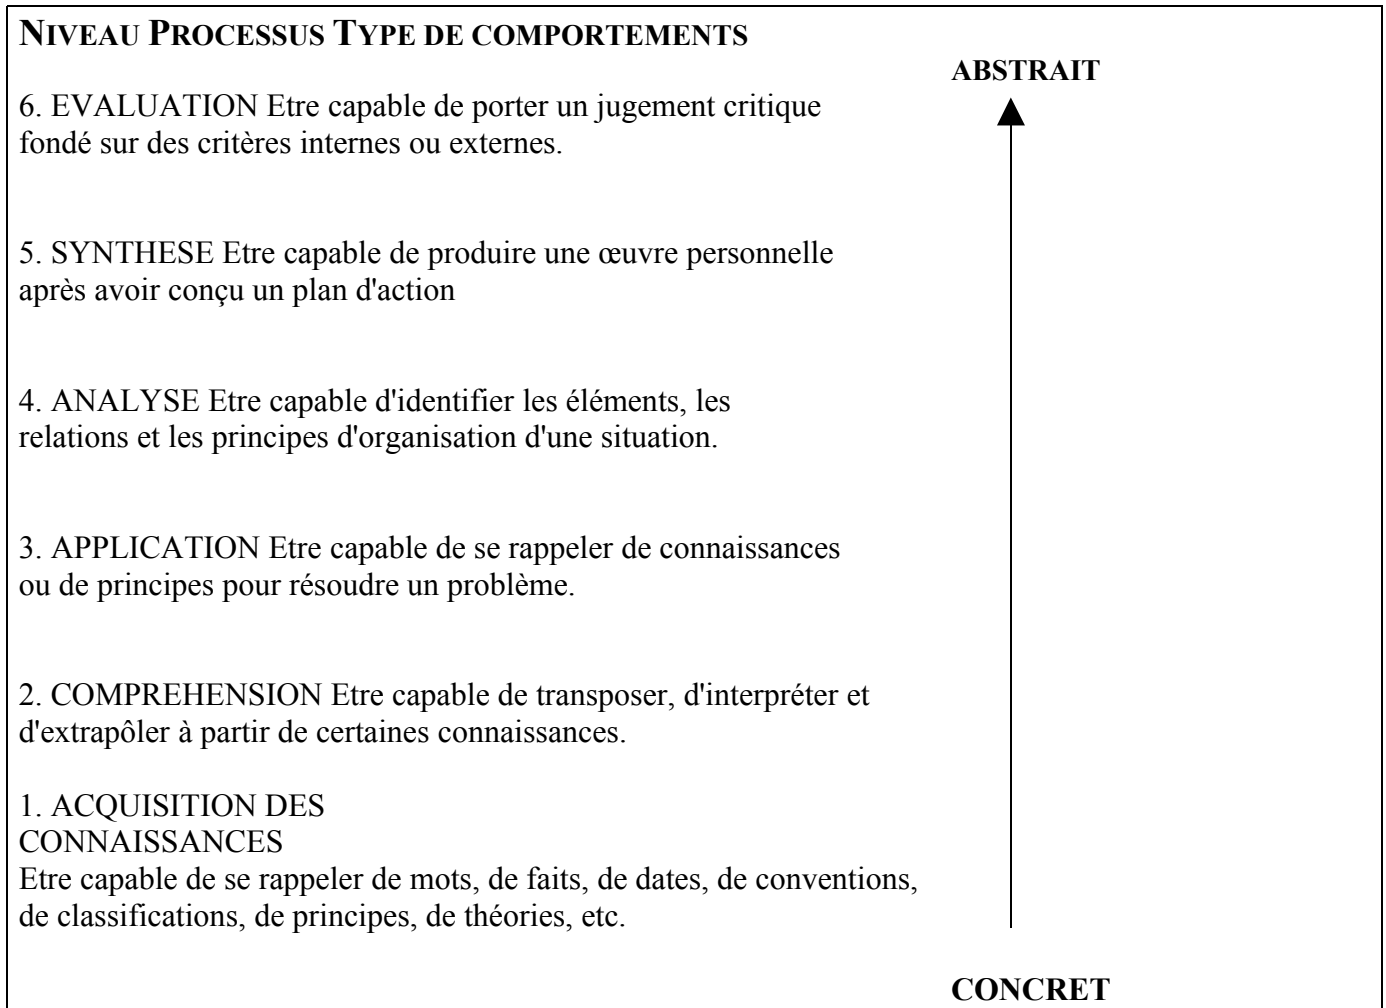 NIVEAU PROCESSUS TYPE DE COMPORTEMENTS
ABSTRAIT
6. EVALUATION Etre capable de porter un jugement critique
fondé sur des critères internes ou externes.
5. SYNTHESE Etre capable de produire une œuvre personnelle
après avoir conçu un plan d'action
4. ANALYSE Etre capable d'identifier les éléments, les
relations et les principes d'organisation d'une situation.
3. APPLICATION Etre capable de se rappeler de connaissances
ou de principes pour résoudre un problème.
2. COMPREHENSION Etre capable de transposer, d'interpréter et
d'extrapôler à partir de certaines connaissances.
1. ACQUISITION DES
CONNAISSANCES
Etre capable de se rappeler de mots, de faits, de dates, de conventions,
de classifications, de principes, de théories, etc.
CONCRET